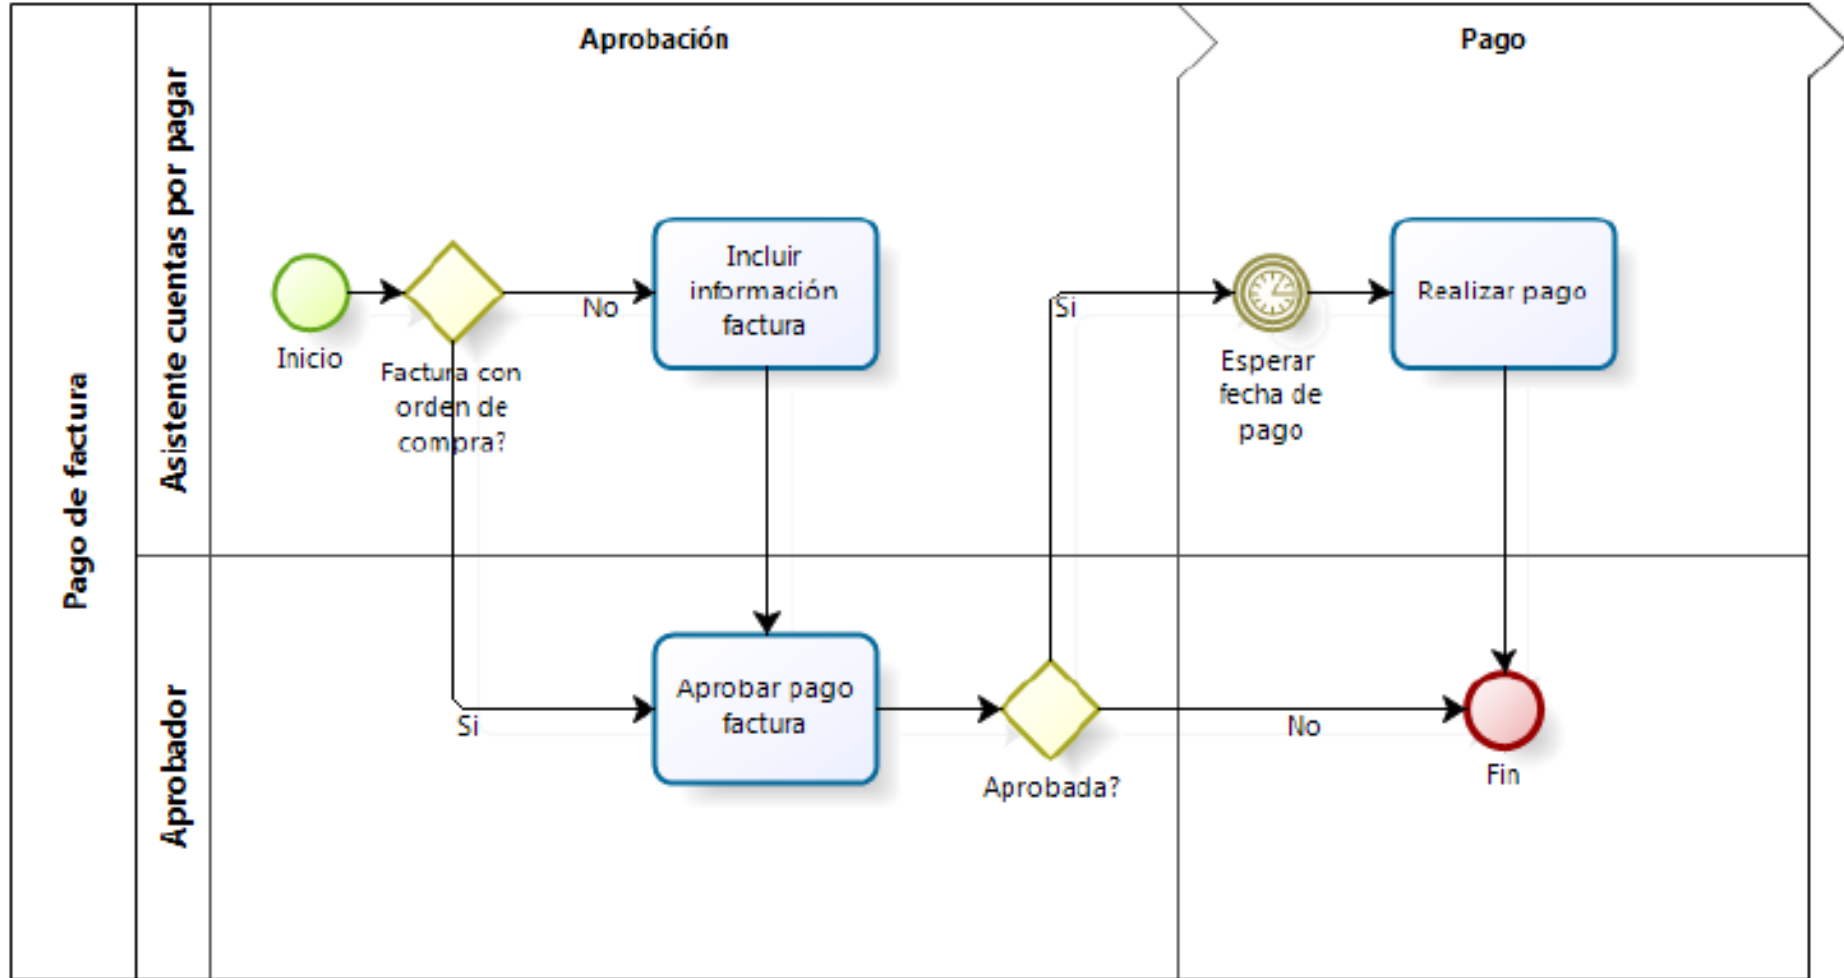 Aprobación
Pago
Pago de factura
Asistente cuentas por pagar
Inicio
Factura con
orden de
compra?
No
Incluir
información
factura
Si
Esperar
fecha de
pago
Realizar pago
Aprobador
Si
Aprobar pago
factura
Aprobada?
No
Fin